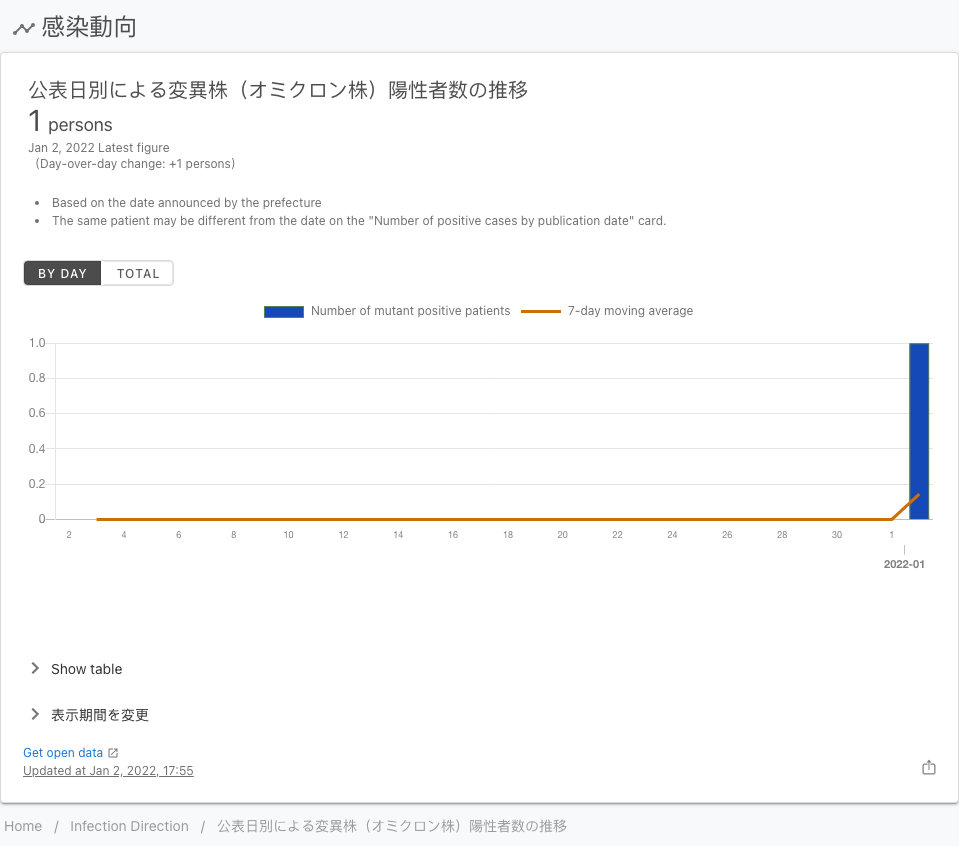 感染動向
公表日別による変異株（オミクロン株）陽性者数の推移
1 persons
Jan 2, 2022 Latest figure
（Day-over-day change: +1 persons）
• Based on the date announced by the prefecture
• The same patient may be different from the date on the "Number of positive cases by publication date" card.
BY DAY TOTAL
Number of mutant positive patients 7-day moving average
1.0
0.8
0.6
0.4
0.2
0
2 4 6 8 10 12 14 16 18 20 22 24 26 28 30 1
2022-01
Show table
表示期間を変更
Get open data
Updated at Jan 2, 2022, 17:55
Home / Infection Direction / 公表日別による変異株（オミクロン株）陽性者数の推移